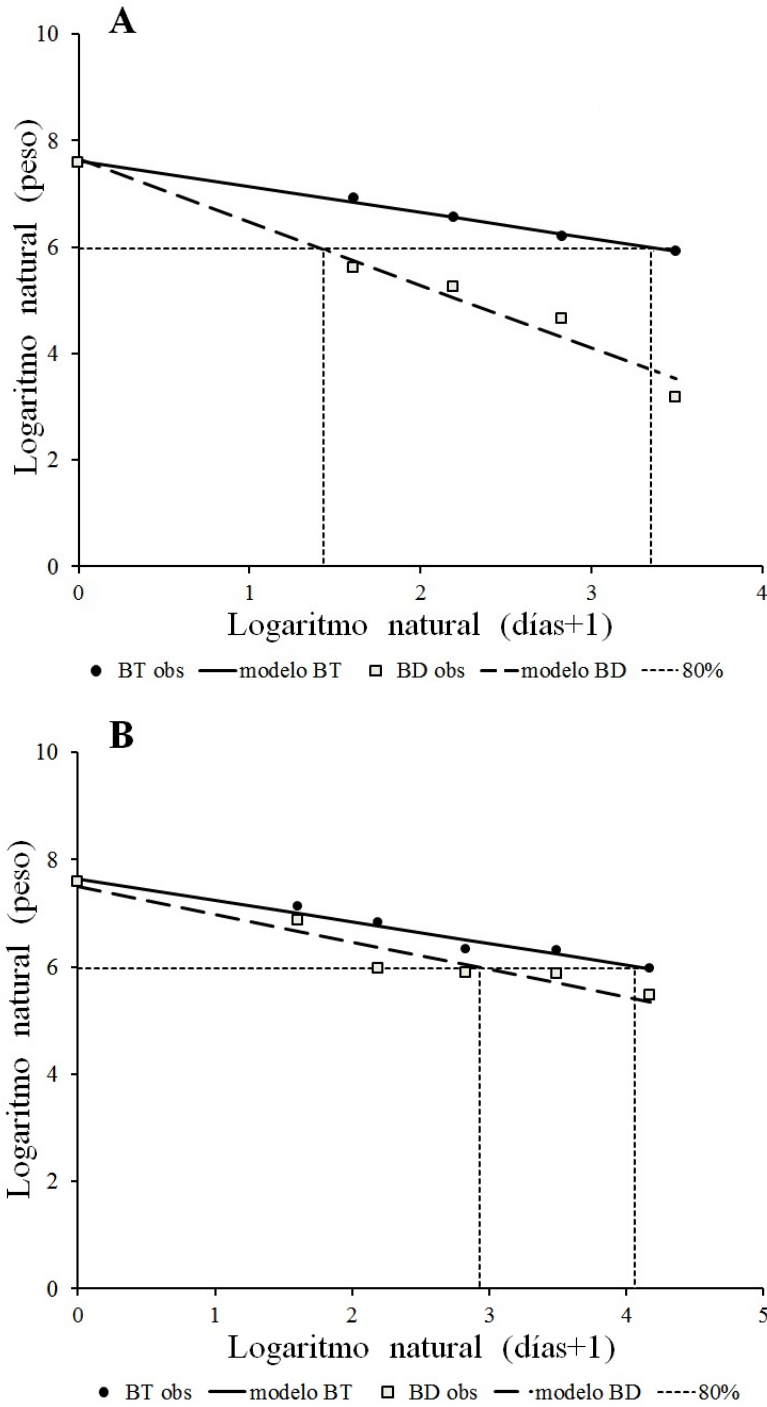 A
10
8
6
4
2
0
Logaritmo natural (peso)
0 1 2 3 4
Logaritmo natural (días+1)
BT obs modelo BT BD obs modelo BD 80%
B
10
8
6
4
2
0
Logaritmo natural (peso)
0 1 2 3 4 5
Logaritmo natural (días+1)
BT obs modelo BT BD obs modelo BD 80%